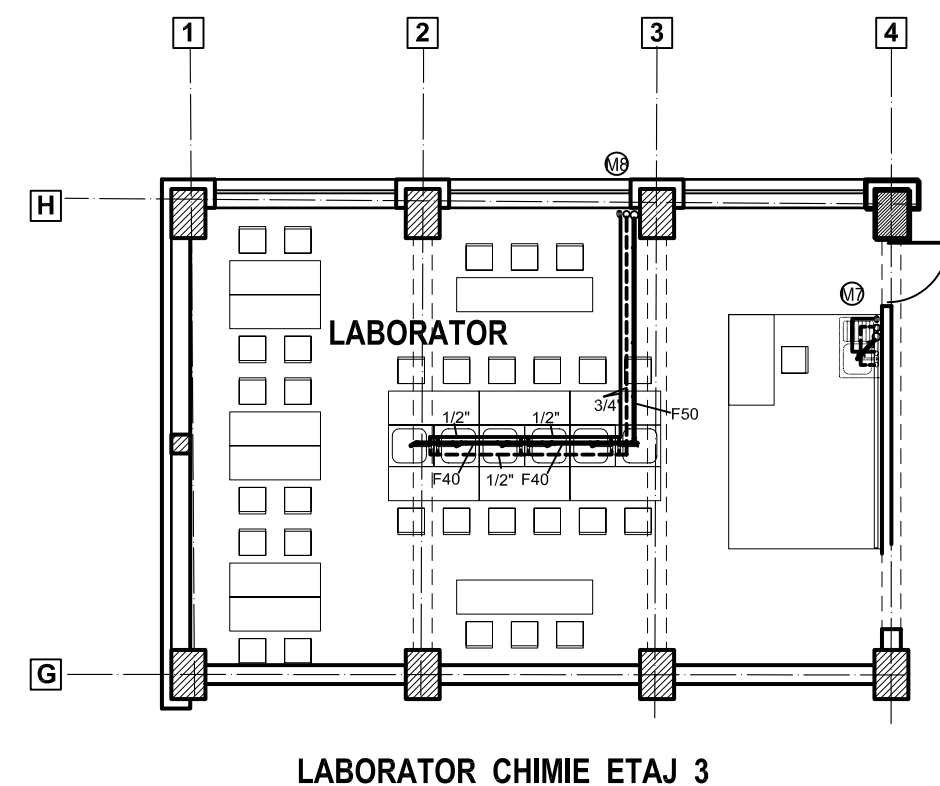 1 2 3 4
M8
H
M7
LABORATOR
3/4"
F50
1/2" 1/2"
F40 1/2" F40
G
LABORATOR CHIMIE ETAJ 3